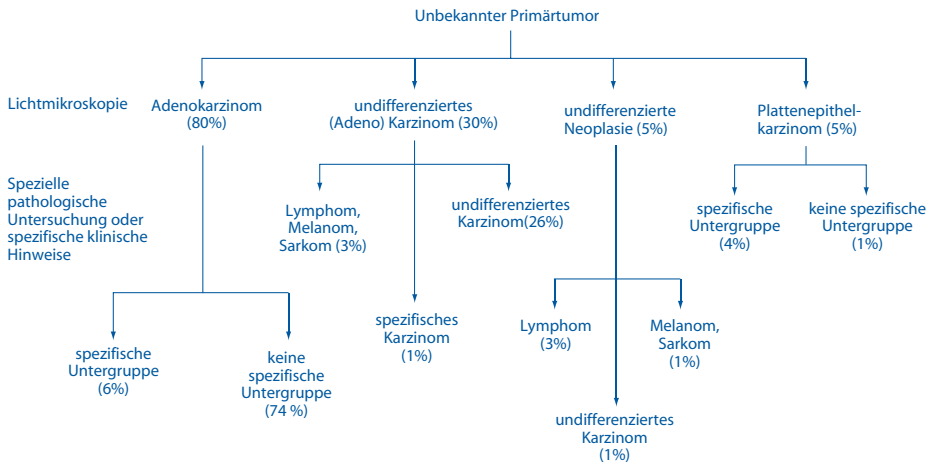 Unbekannter Primärtumor
Lichtmikroskopie
Adenokarzinom
(80%)
undifferenziertes
(Adeno) Karzinom (30%)
undifferenzierte
Neoplasie (5%)
Plattenepithel-
karzinom (5%)
Spezielle
pathologische
Untersuchung oder
spezifische klinische
Hinweise
Lymphom,
Melanom,
Sarkom (3%)
undifferenziertes
Karzinom(26%)
spezifische
Untergruppe
(4%)
keine spezifische
Untergruppe
(1%)
spezifische
Untergruppe
(6%)
keine
spezifische
Untergruppe
(74 %)
spezifisches
Karzinom
(1%)
Lymphom
(3%)
Melanom,
Sarkom
(1%)
undifferenziertes
Karzinom
(1%)